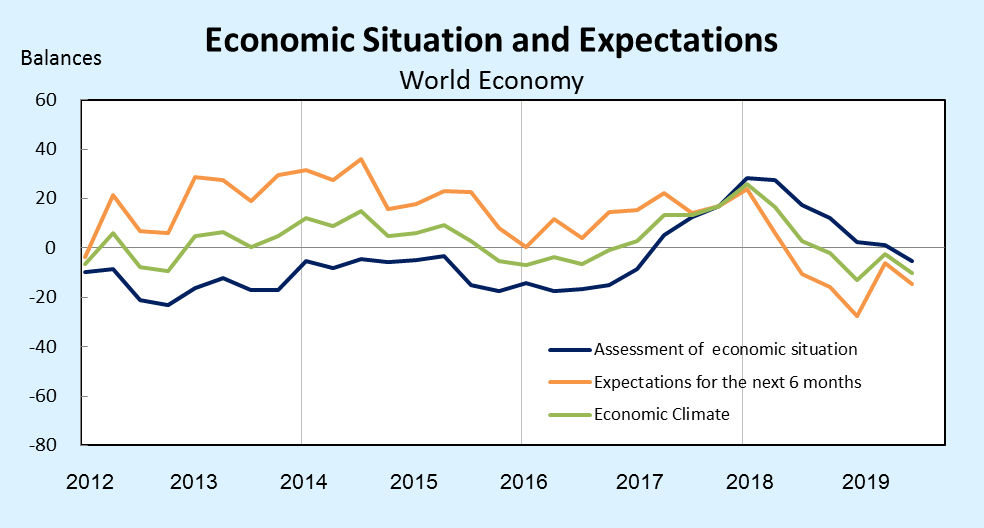 Economic Situation and Expectations
Balances
World Economy
60
40
20
0
-20
-40
-60
-80
Assessment of economic situation
Expectations for the next 6 months
Economic Climate
2012 2013 2014 2015 2016 2017 2018 2019